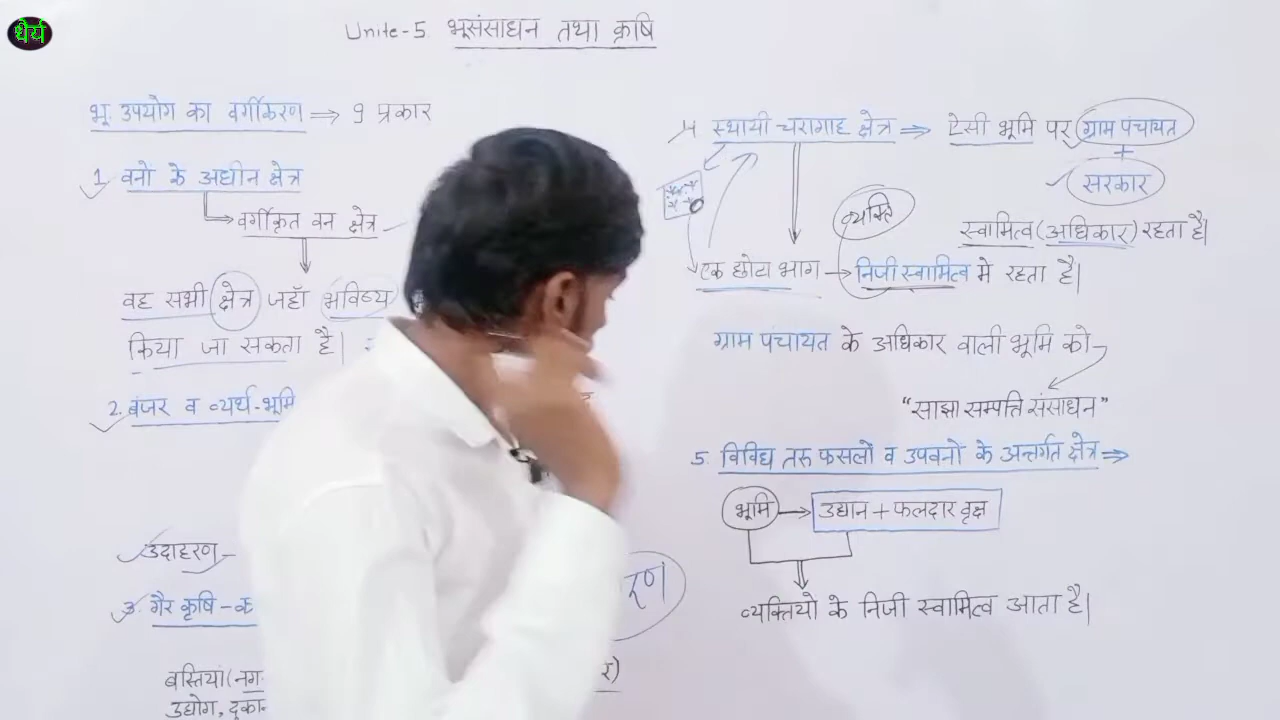 धैर्य
Unite-5 भूसंसाधन तथा कृषि
भू उपयोग का वर्गीकरण ⇒ 9 प्रकार
1. वनों के अधीन क्षेत्र
वर्गीकृत वन क्षेत्र
वह सभी क्षेत्र जहाँ भविष्य
किया जा सकता है|
2. बंजर व व्यर्थ-भूमि
उदाहरण-
3. गैर कृषि-
बस्तियां(नग
उद्योग, दुका
4. स्थायी चरागाह क्षेत्र ⇒ ऐसी भूमि पर ग्राम पंचायत
+
सरकार
स्वामित्व (अधिकार) रहता है|
व्यक्ति
एक छोटा भाग → निजी स्वामित्व मे रहता है|
ग्राम पंचायत के अधिकार वाली भूमि को
"साझा सम्पत्ति संसाधन"
5. विविध तरु फसलों व उपवनों के अन्तर्गत क्षेत्र ⇒
भूमि → उद्यान + फलदार वृक्ष
व्यक्तियो के निजी स्वामित्व आता है|